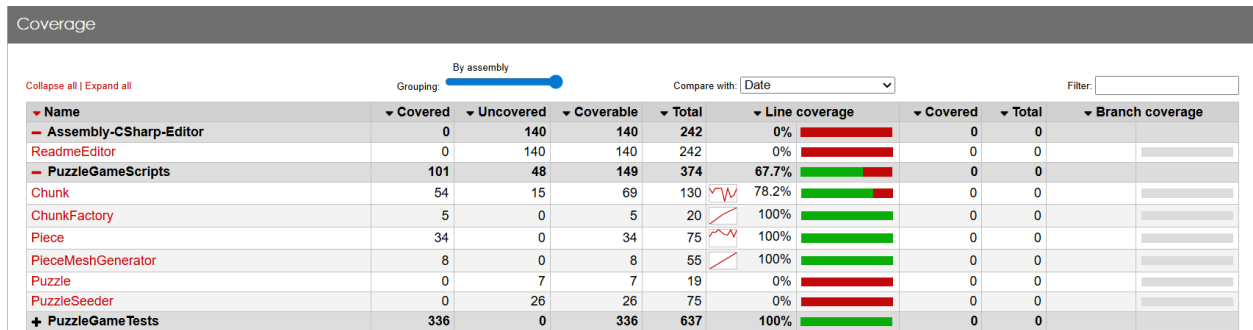 Coverage
By assembly
Collapse all | Expand all Grouping: Compare with: Date Filter:
Name Covered Uncovered Coverable Total Line coverage Covered Total Branch coverage
Assembly-CSharp-Editor 0 140 140 242 0% 0 0
ReadmeEditor 0 140 140 242 0% 0 0
PuzzleGameScripts 101 48 149 374 67.7% 0 0
Chunk 54 15 69 130 78.2% 0 0
ChunkFactory 5 0 5 20 100% 0 0
Piece 34 0 34 75 100% 0 0
PieceMeshGenerator 8 0 8 55 100% 0 0
Puzzle 0 7 7 19 0% 0 0
PuzzleSeeder 0 26 26 75 0% 0 0
PuzzleGameTests 336 0 336 637 100% 0 0